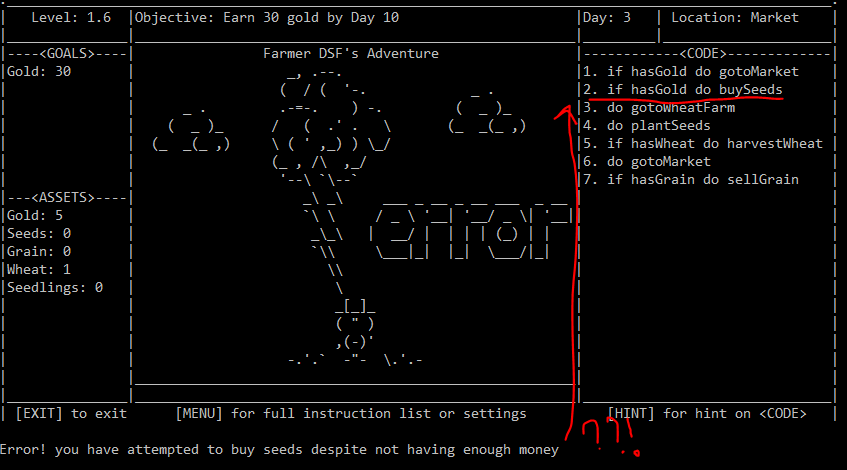 Level: 1.6
Objective: Earn 30 gold by Day 10
Day: 3
Location: Market
----<GOALS>----
Gold: 30
Farmer DSF's Adventure
------------<CODE>-------------
1. if hasGold do gotoMarket
2. if hasGold do buySeeds
3. do gotoWheatFarm
4. do plantSeeds
5. if hasWheat do harvestWheat
6. do gotoMarket
7. if hasGrain do sellGrain
---<ASSETS>----
Gold: 5
Seeds: 0
Grain: 0
Wheat: 1
Seedlings: 0
error
[EXIT] to exit
[MENU] for full instruction list or settings
[HINT] for hint on <CODE>
Error! you have attempted to buy seeds despite not having enough money